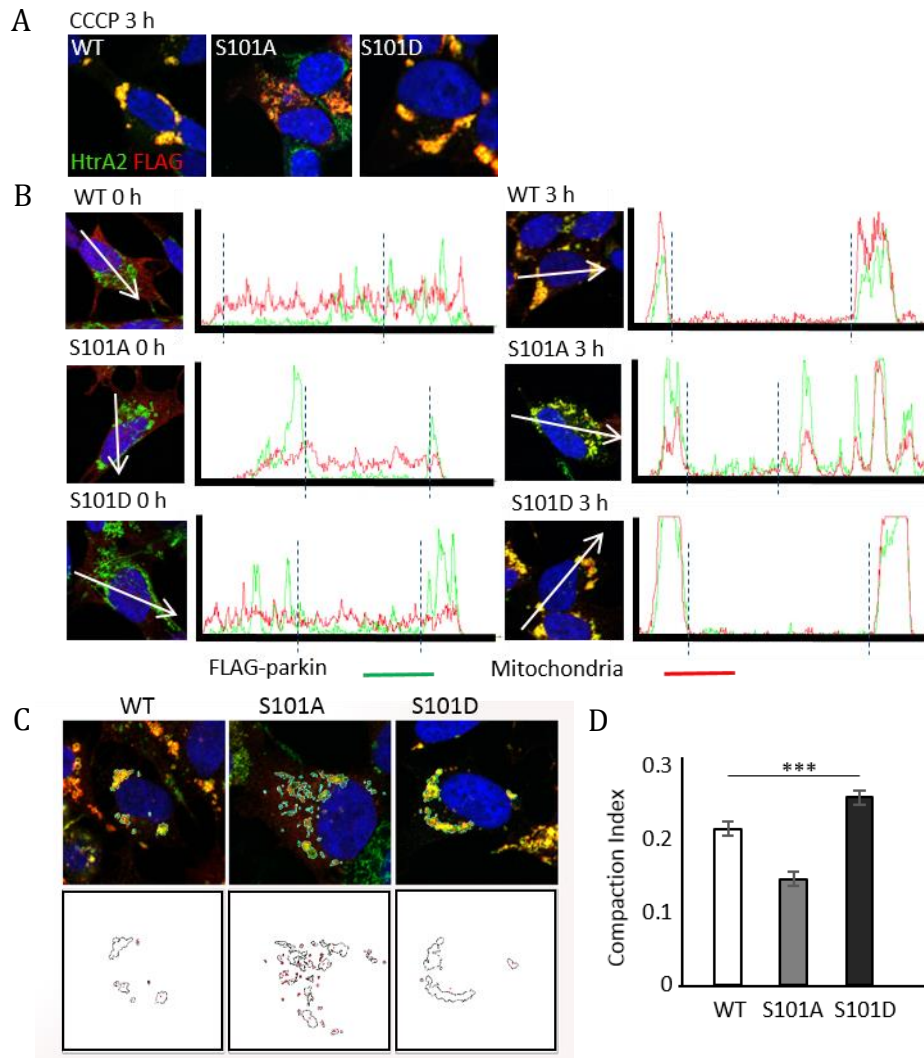 A
CCCP 3 h
WT
S101A
S101D
HtrA2 FLAG
B
WT 0 h
WT 3 h
S101A 0 h
S101A 3 h
S101D 0 h
S101D 3 h
FLAG-parkin
Mitochondria
C
WT
S101A
S101D
D
***
Compaction Index
0.3
0.2
0.1
0
WT
S101A
S101D